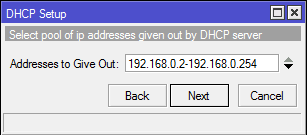 DHCP Setup
Select pool of ip addresses given out by DHCP server
Addresses to Give Out: 192.168.0.2-192.168.0.254
Back Next Cancel